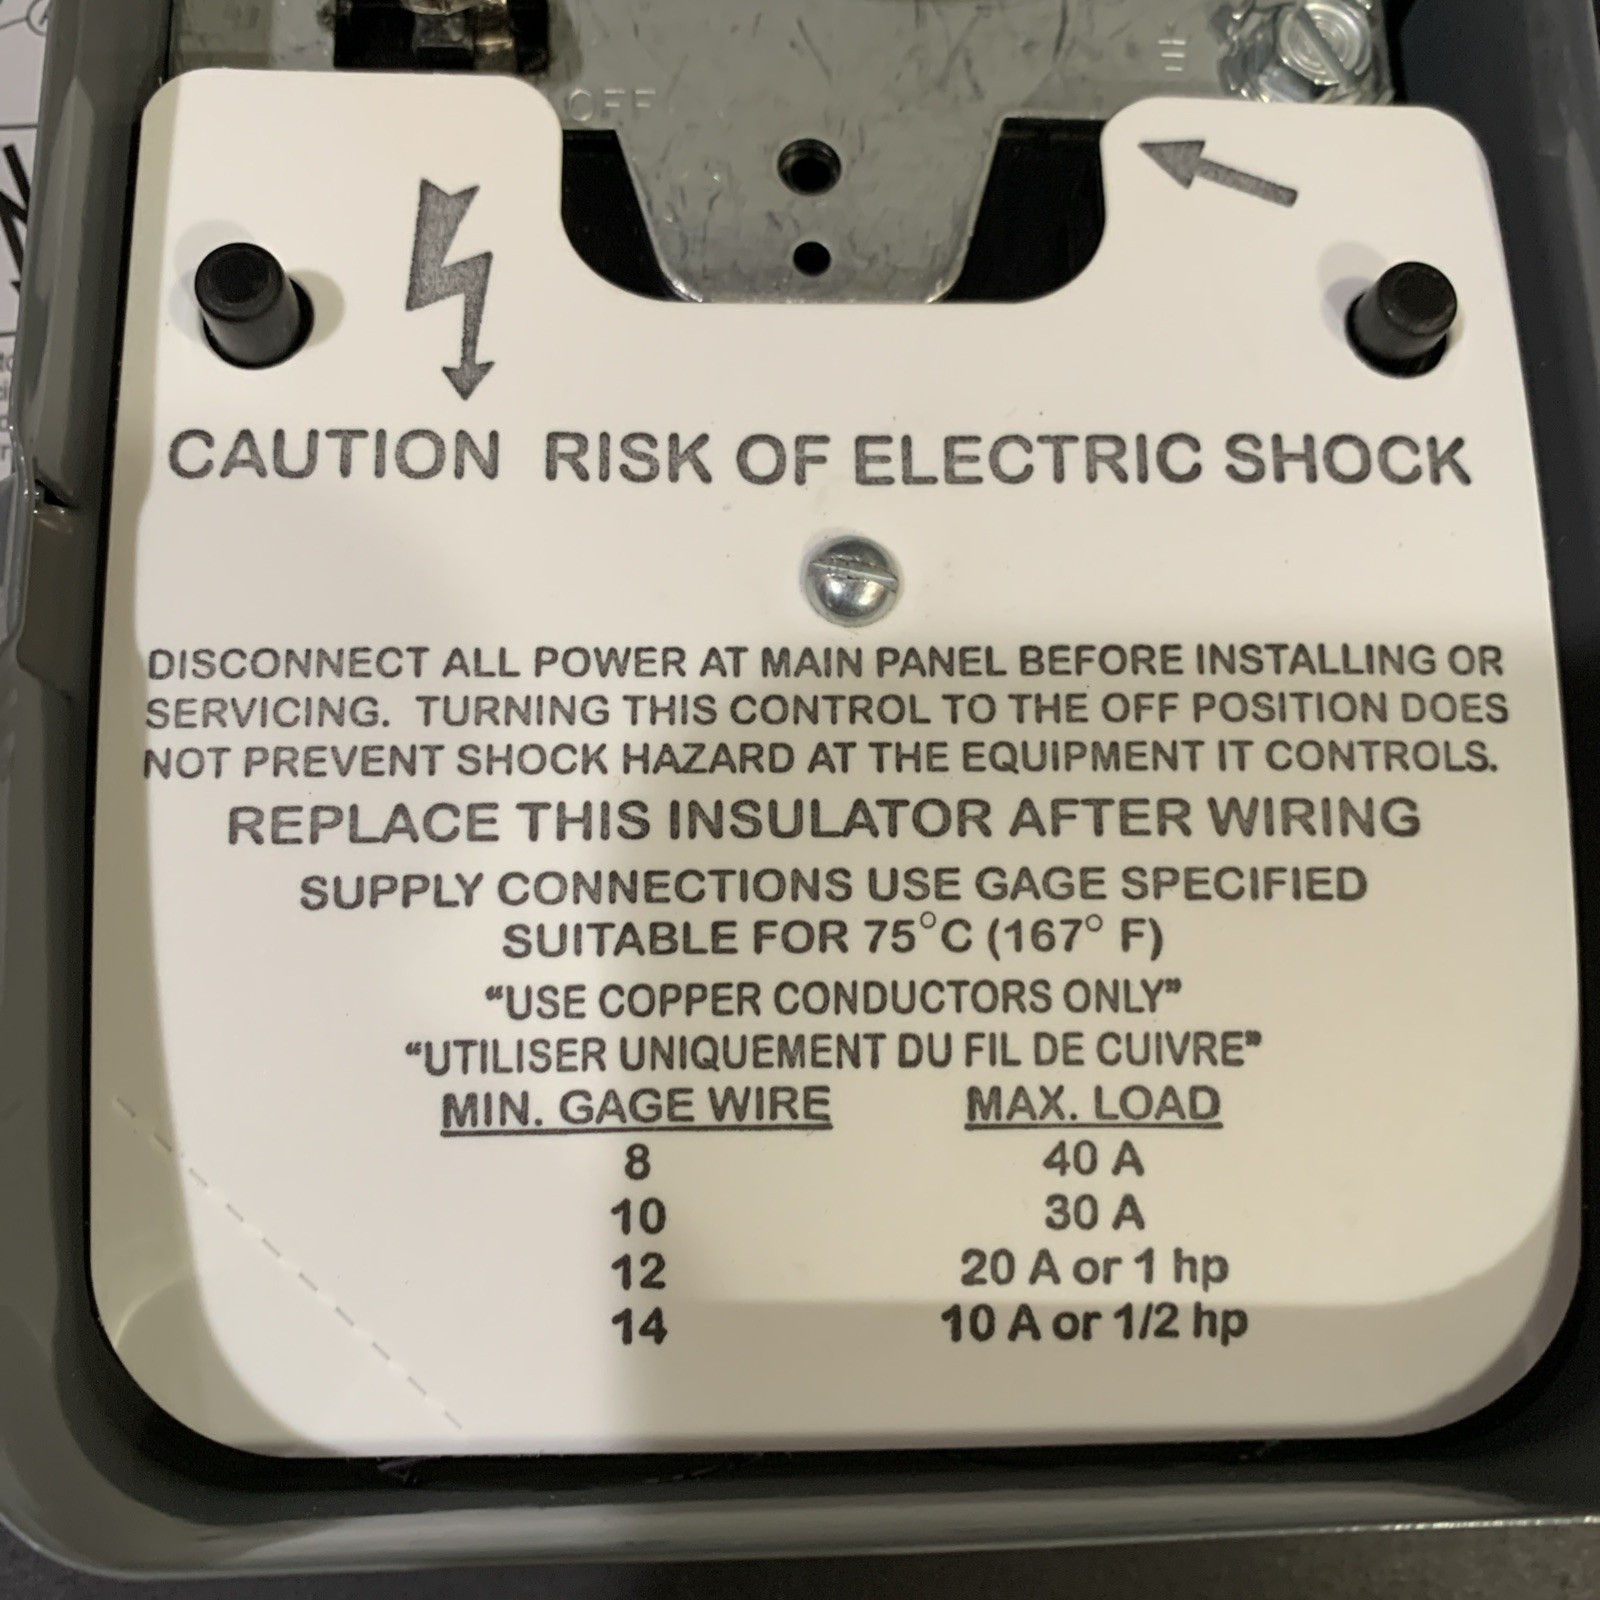 OFF
CAUTION RISK OF ELECTRIC SHOCK
DISCONNECT ALL POWER AT MAIN PANEL BEFORE INSTALLING OR
SERVICING. TURNING THIS CONTROL TO THE OFF POSITION DOES
NOT PREVENT SHOCK HAZARD AT THE EQUIPMENT IT CONTROLS.
REPLACE THIS INSULATOR AFTER WIRING
SUPPLY CONNECTIONS USE GAGE SPECIFIED
SUITABLE FOR 75°C (167° F)
“USE COPPER CONDUCTORS ONLY”
“UTILISER UNIQUEMENT DU FIL DE CUIVRE”
MIN. GAGE WIRE MAX. LOAD
8 40 A
10 30 A
12 20 A or 1 hp
14 10 A or 1/2 hp